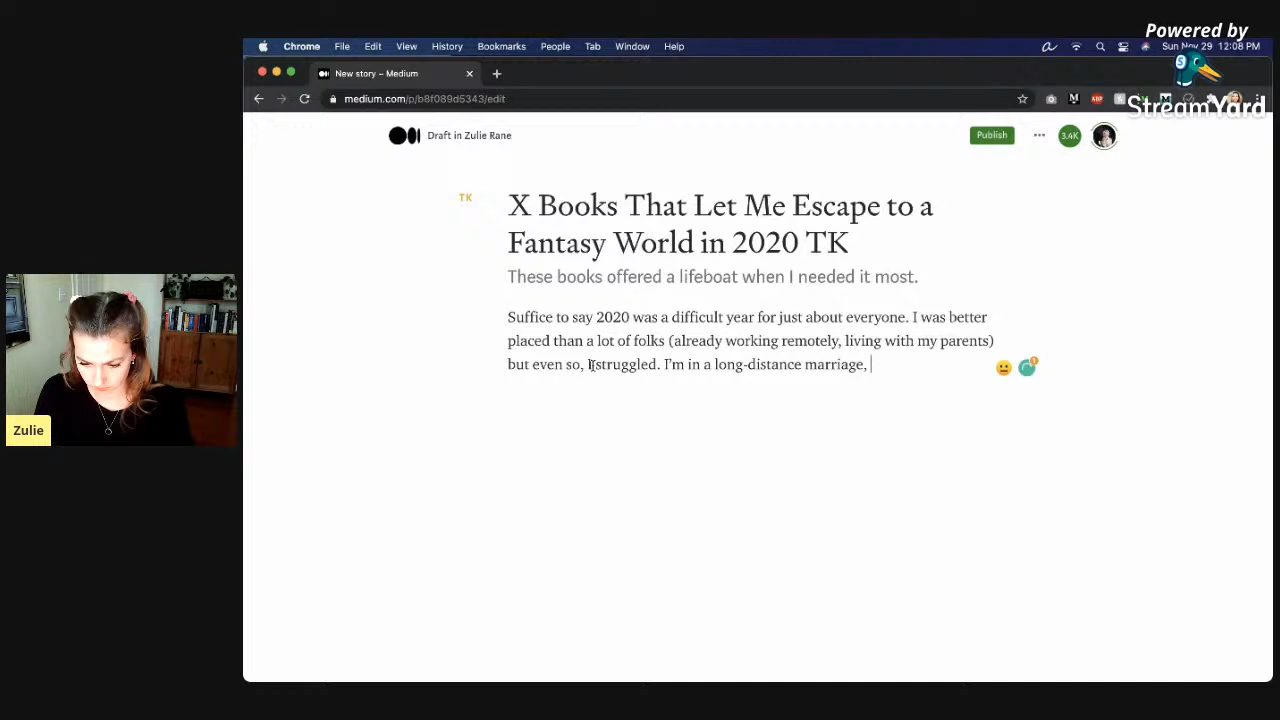 Powered by
StreamYard
Chrome File Edit View History Bookmarks People Tab Window Help Sun Nov 29 12:08 PM
New story – Medium
medium.com/p/b8f089d5343/edit
Draft in Zulie Rane Publish 3.4K
TK
X Books That Let Me Escape to a
Fantasy World in 2020 TK
These books offered a lifeboat when I needed it most.
Suffice to say 2020 was a difficult year for just about everyone. I was better
placed than a lot of folks (already working remotely, living with my parents)
but even so, I struggled. I'm in a long-distance marriage,
Zulie